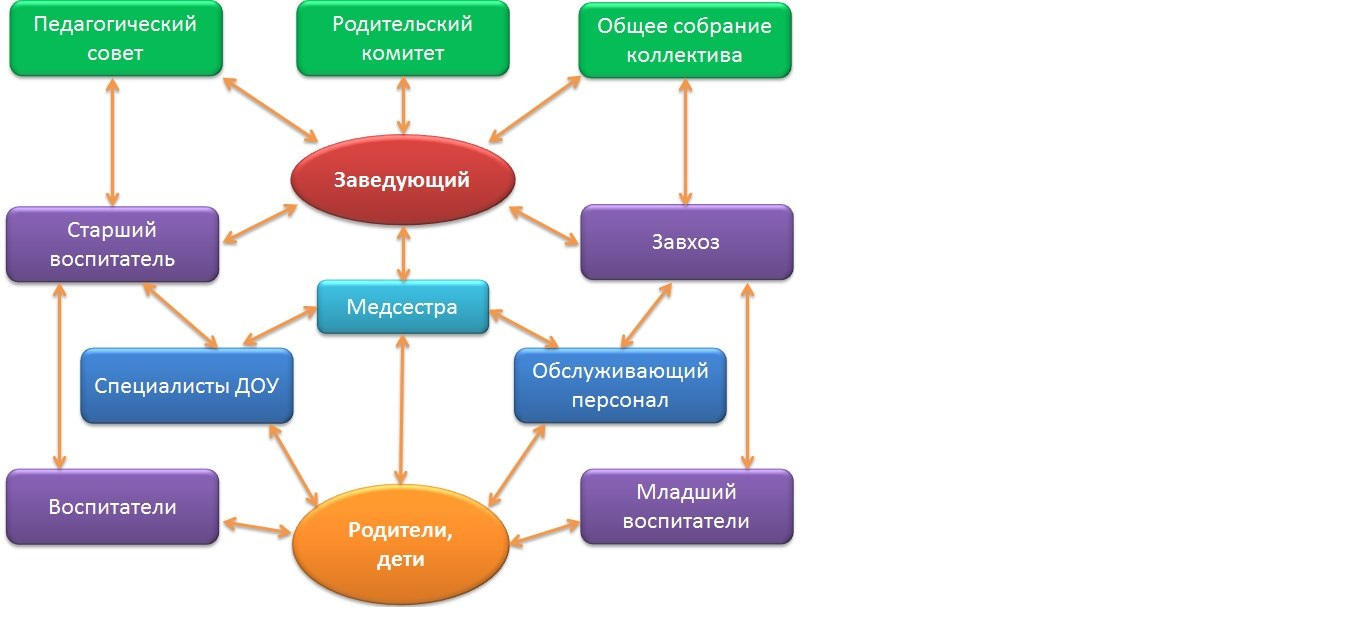 Педагогический
совет
Родительский
комитет
Общее собрание
коллектива
Заведующий
Старший
воспитатель
Завхоз
Медсестра
Специалисты ДОУ
Обслуживающий
персонал
Воспитатели
Родители,
дети
Младший
воспитатели